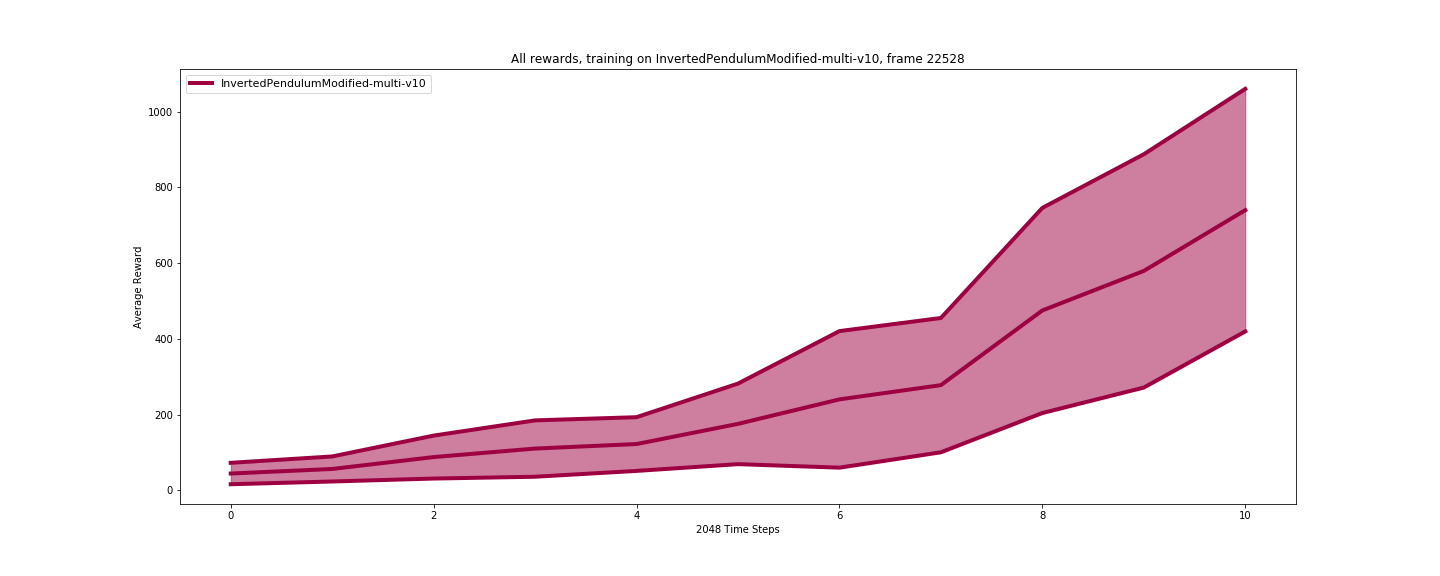 All rewards, training on InvertedPendulumModified-multi-v10, frame 22528
InvertedPendulumModified-multi-v10
Average Reward
1000
800
600
400
200
0
0 2 4 6 8 10
2048 Time Steps